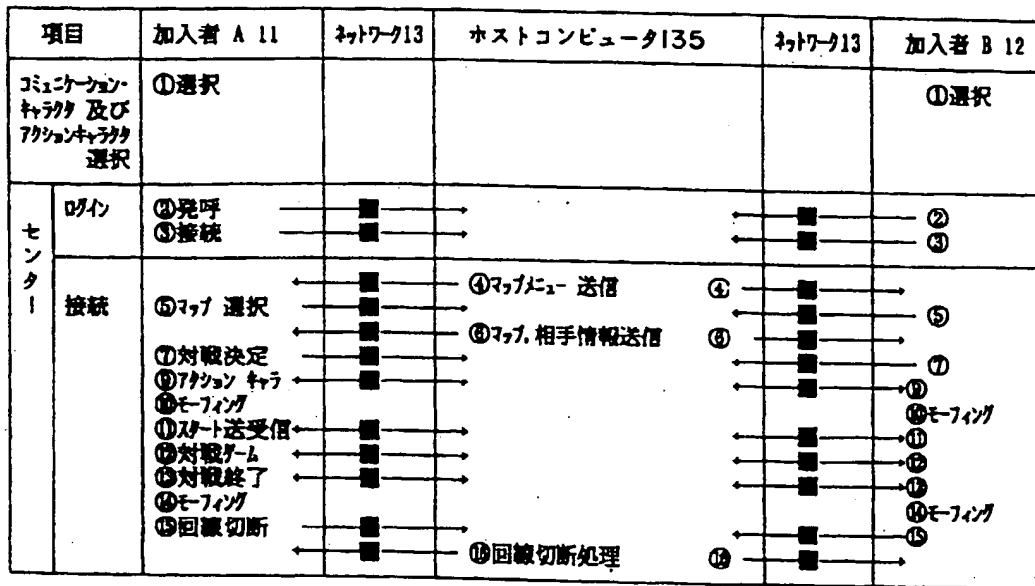 項目 加入者 A 11 ネットワーク13 ホストコンピュータ135 ネットワーク13 加入者 B 12
コミュニケーション・
キャラクタ 及び
アクションキャラクタ
選択
①選択 ①選択
センター
ログイン ②発呼 ②
③接続 ③
接続
④マップメニュー 送信 ④
⑤マップ 選択 ⑤
⑥マップ,相手情報送信 ⑥
⑦対戦決定 ⑦
⑨アクション キャラ ⑨
⑩モーフィング ⑩モーフィング
⑪スタート送受信 ⑪
⑫対戦ゲーム ⑫
⑬対戦終了 ⑬
⑭モーフィング ⑭モーフィング
⑮回線切断 ⑮
⑯回線切断処理 ⑯